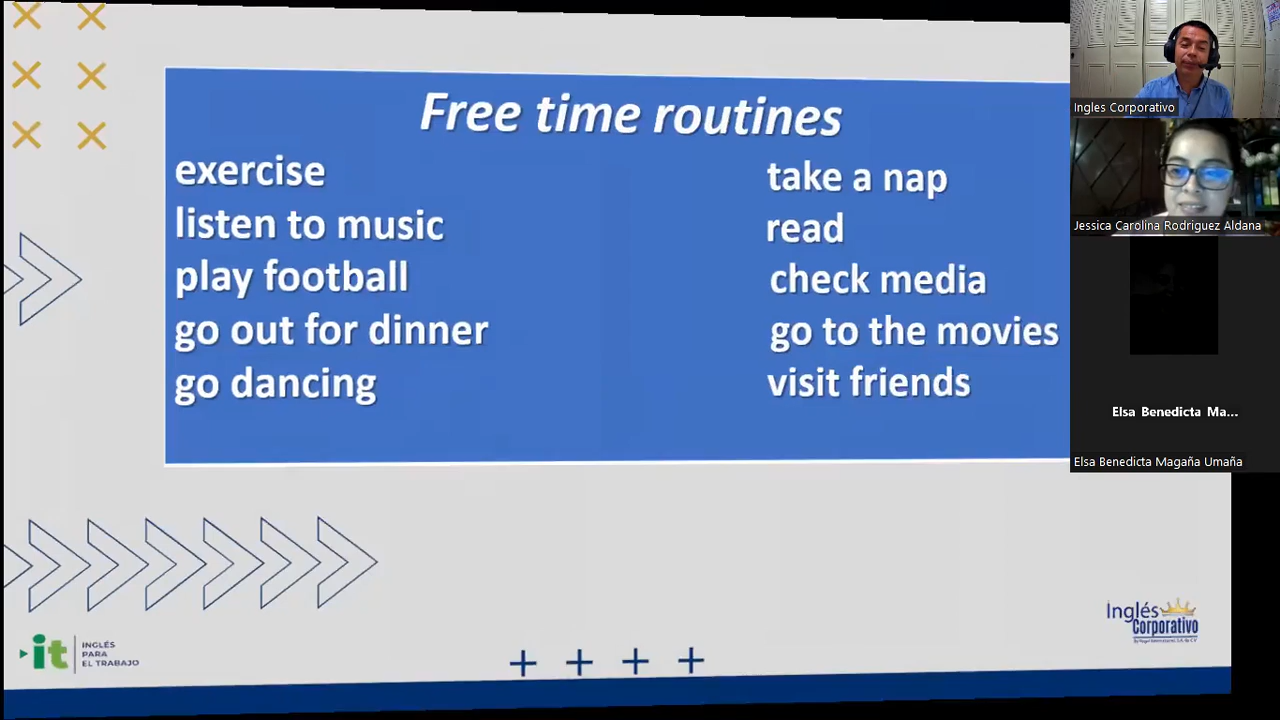 Free time routines
exercise
listen to music
play football
go out for dinner
go dancing
take a nap
read
check media
go to the movies
visit friends
Ingles Corporativo
Jessica Carolina Rodriguez Aldana
Elsa Benedicta Ma...
Elsa Benedicta Magaña Umaña
it
INGLÉS
PARA
EL TRABAJO
Inglés
Corporativo